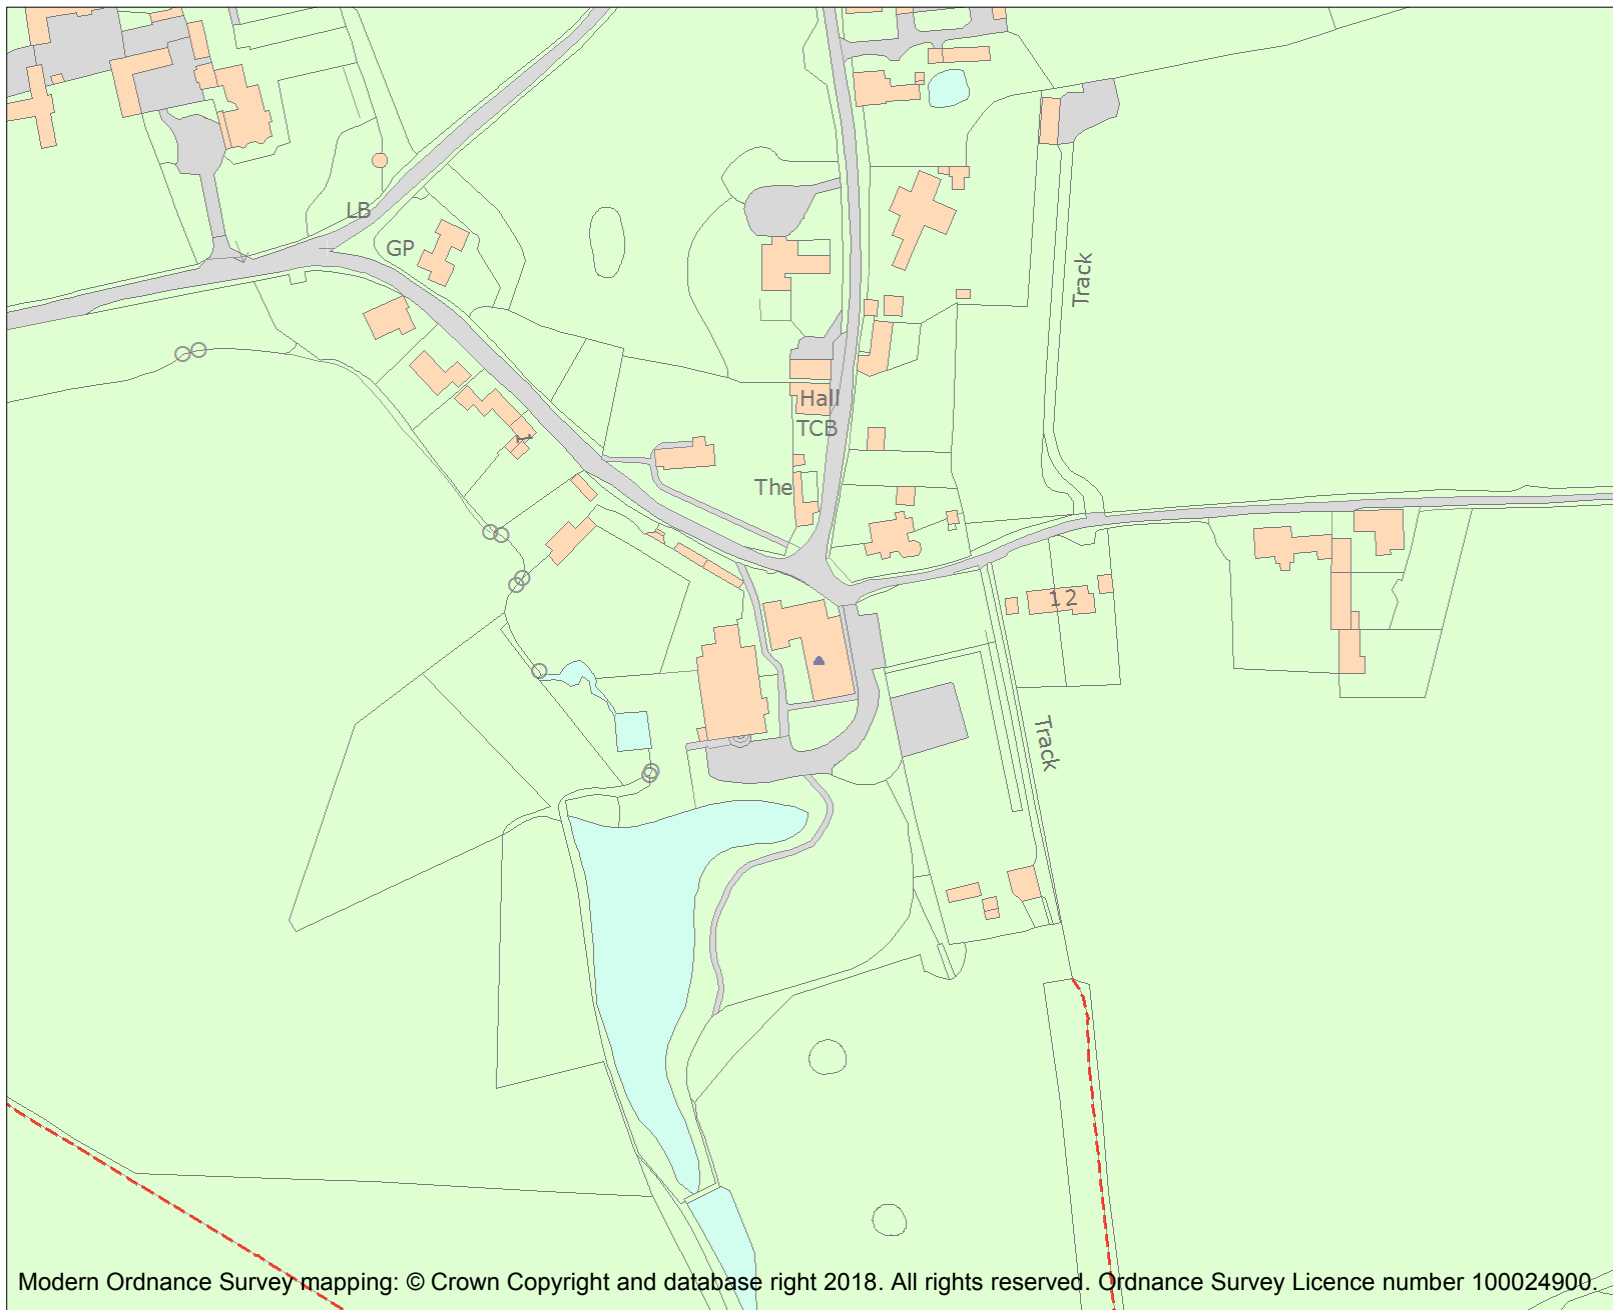 LB
GP
Track
Hall
TCB
1
The
12
Track
Modern Ordnance Survey mapping: © Crown Copyright and database right 2018. All rights reserved. Ordnance Survey Licence number 100024900.